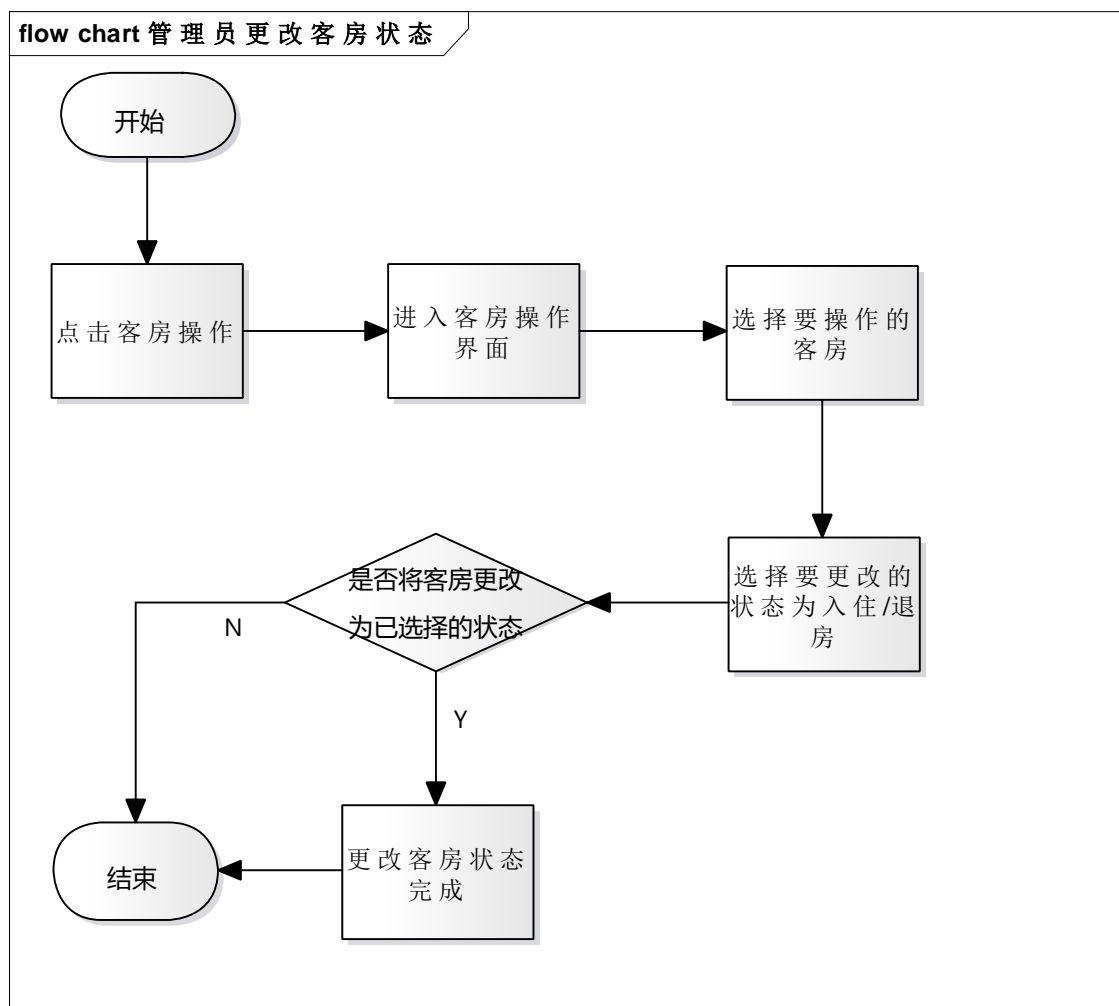 flow chart 管理员更改客房状态
开始
点击客房操作
进入客房操作
界面
选择要操作的
客房
选择要更改的
状态为入住/退
房
是否将客房更改
为已选择的状态
N
Y
更改客房状态
完成
结束